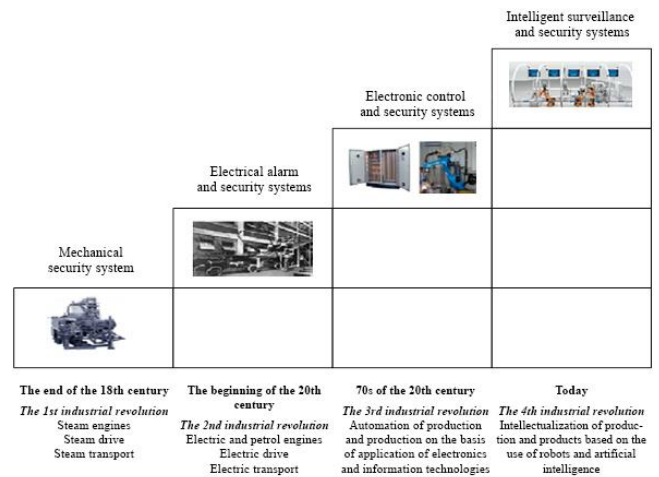 Intelligent surveillance
and security systems
Electronic control
and security systems
Electrical alarm
and security systems
Mechanical
security system
The end of the 18th century
The 1st industrial revolution
Steam engines
Steam drive
Steam transport
The beginning of the 20th
century
The 2nd industrial revolution
Electric and petrol engines
Electric drive
Electric transport
70s of the 20th century
The 3rd industrial revolution
Automation of production
and production on the basis
of application of electronics
and information technologies
Today
The 4th industrial revolution
Intellectualization of produc-
tion and products based on the
use of robots and artificial
intelligence